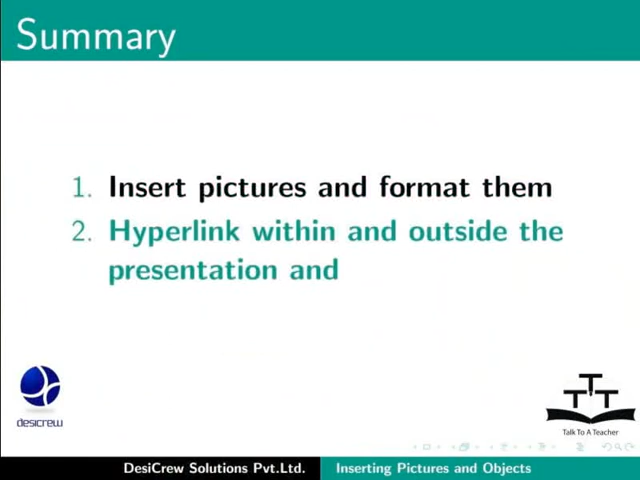 Summary
1. Insert pictures and format them
2. Hyperlink within and outside the
presentation and
desicrew
TTT
Talk To A Teacher
DesiCrew Solutions Pvt.Ltd. Inserting Pictures and Objects